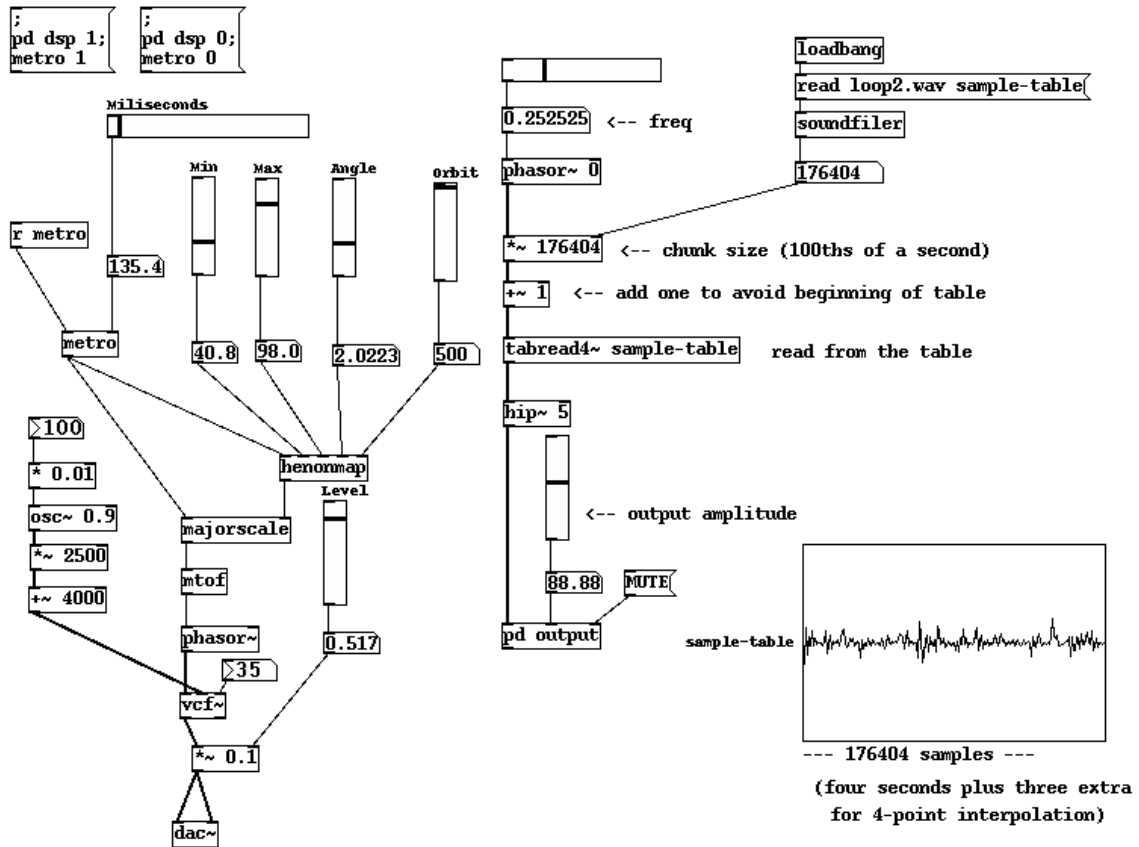 ;
pd dsp 1;
metro 1
;
pd dsp 0;
metro 0
Miliseconds
r metro
135.4
metro
Min
Max
Angle
Orbit
40.8
98.0
2.0223
500
henonmap
100
* 0.01
osc~ 0.9
*~ 2500
+~ 4000
majorscale
mtof
phasor~
35
vcf~
Level
0.517
*~ 0.1
dac~
0.252525
<-- freq
phasor~ 0
loadbang
read loop2.wav sample-table
soundfiler
176404
*~ 176404
<-- chunk size (100ths of a second)
+~ 1
<-- add one to avoid beginning of table
tabread4~ sample-table
read from the table
hip~ 5
<-- output amplitude
88.88
MUTE
pd output
sample-table
--- 176404 samples ---
(four seconds plus three extra
for 4-point interpolation)